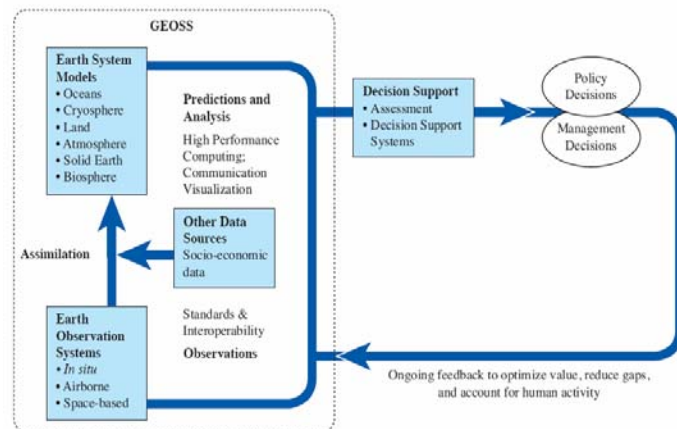 GEOSS
Earth System
Models
• Oceans
• Cryosphere
• Land
• Atmosphere
• Solid Earth
• Biosphere
Predictions and
Analysis
High Performance
Computing;
Communication
Visualization
Other Data
Sources
Socio-economic
data
Assimilation
Earth
Observation
Systems
• In situ
• Airborne
• Space-based
Standards &
Interoperability
Observations
Decision Support
• Assessment
• Decision Support
Systems
Policy
Decisions
Management
Decisions
Ongoing feedback to optimize value, reduce gaps,
and account for human activity